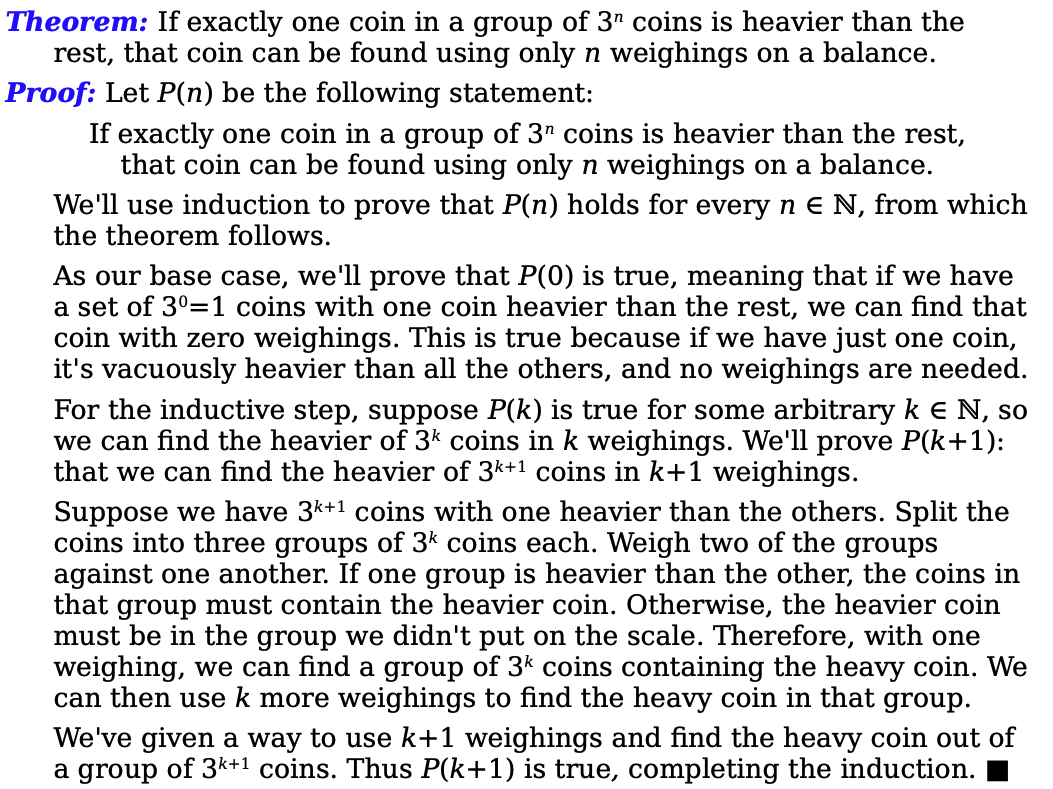 Theorem: If exactly one coin in a group of 3ⁿ coins is heavier than the
rest, that coin can be found using only n weighings on a balance.
Proof: Let P(n) be the following statement:
If exactly one coin in a group of 3ⁿ coins is heavier than the rest,
that coin can be found using only n weighings on a balance.
We'll use induction to prove that P(n) holds for every n ∈ ℕ, from which
the theorem follows.
As our base case, we'll prove that P(0) is true, meaning that if we have
a set of 3⁰=1 coins with one coin heavier than the rest, we can find that
coin with zero weighings. This is true because if we have just one coin,
it's vacuously heavier than all the others, and no weighings are needed.
For the inductive step, suppose P(k) is true for some arbitrary k ∈ ℕ, so
we can find the heavier of 3ᵏ coins in k weighings. We'll prove P(k+1):
that we can find the heavier of 3ᵏ⁺¹ coins in k+1 weighings.
Suppose we have 3ᵏ⁺¹ coins with one heavier than the others. Split the
coins into three groups of 3ᵏ coins each. Weigh two of the groups
against one another. If one group is heavier than the other, the coins in
that group must contain the heavier coin. Otherwise, the heavier coin
must be in the group we didn't put on the scale. Therefore, with one
weighing, we can find a group of 3ᵏ coins containing the heavy coin. We
can then use k more weighings to find the heavy coin in that group.
We've given a way to use k+1 weighings and find the heavy coin out of
a group of 3ᵏ⁺¹ coins. Thus P(k+1) is true, completing the induction. ■